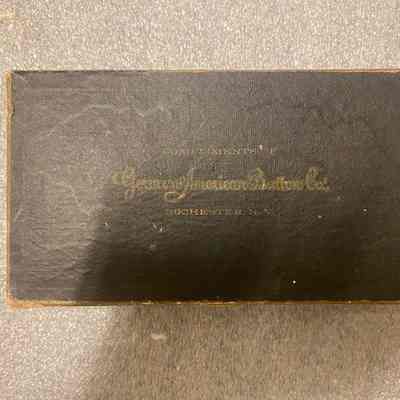 COMPLIMENTS OF
German-American Button Co.,
ROCHESTER, N.Y.